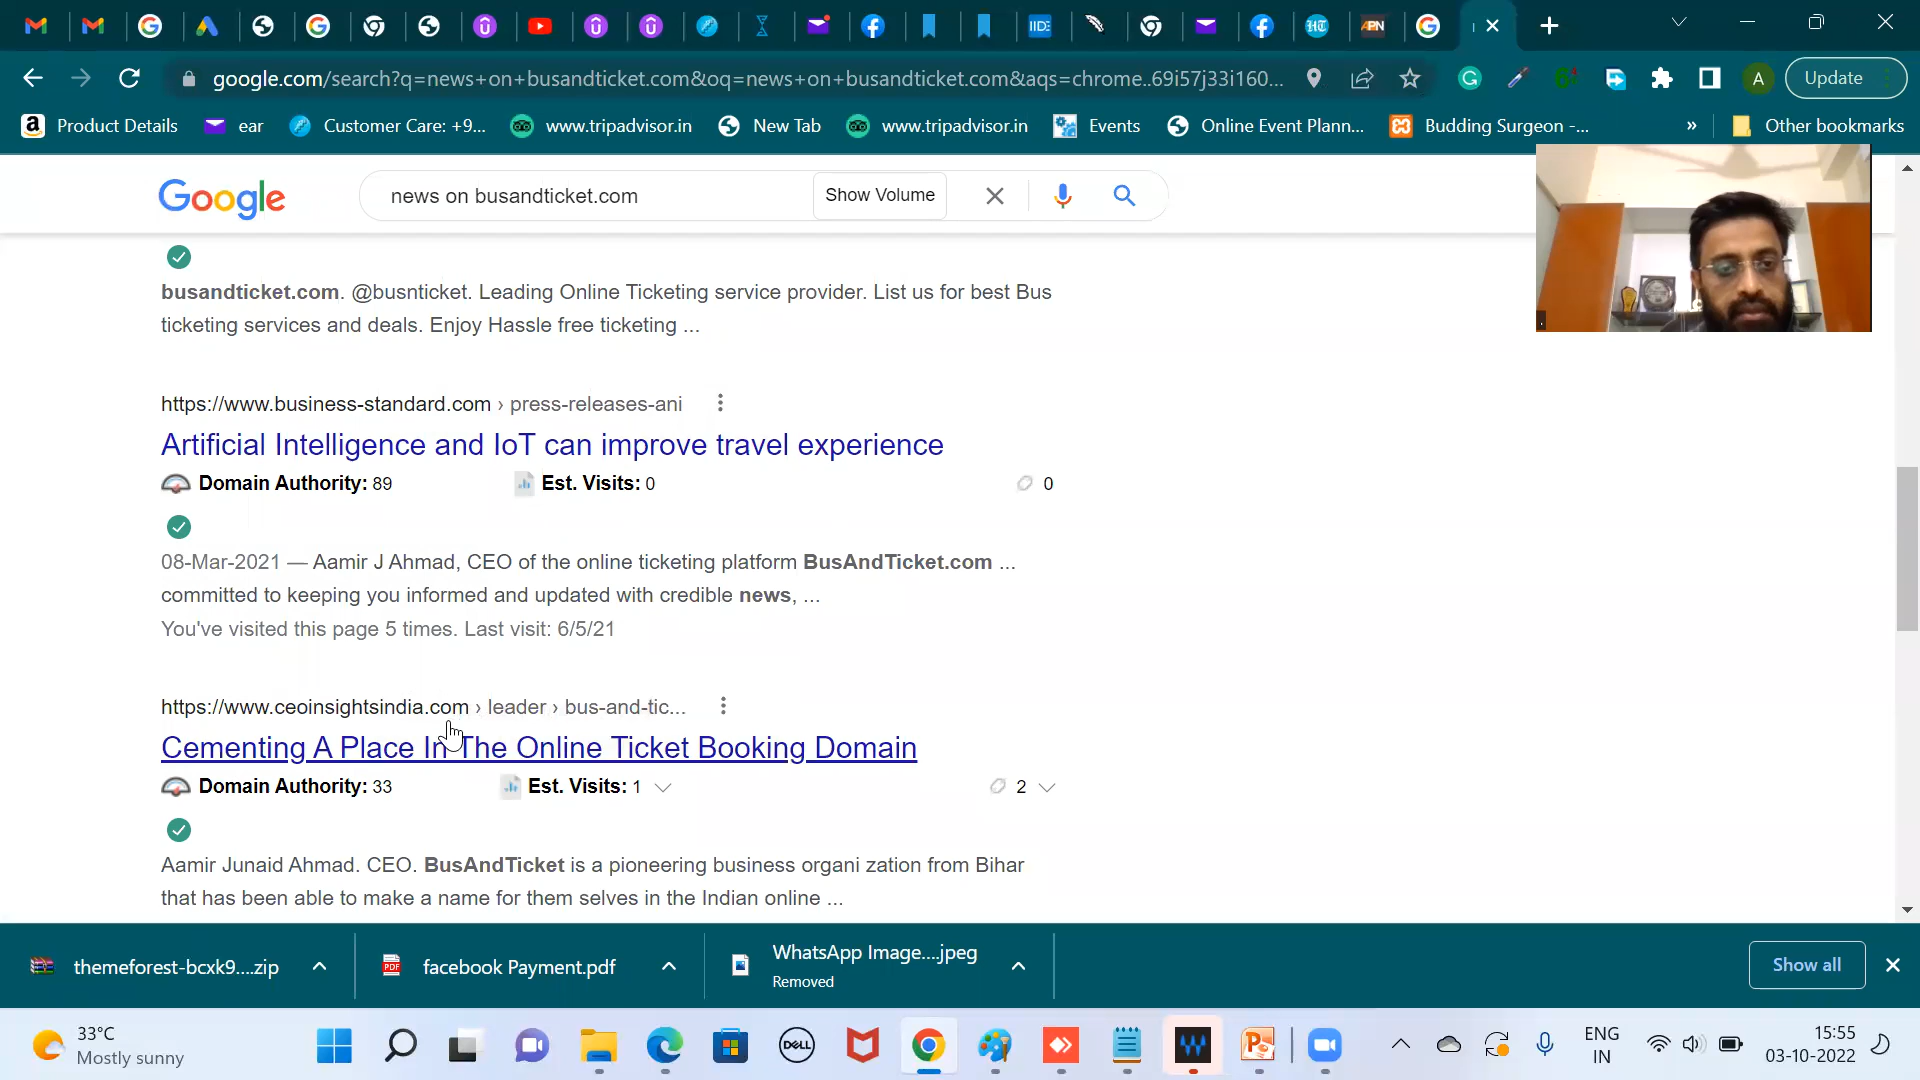 google.com/search?q=news+on+busandticket.com&oq=news+on+busandticket.com&aqs=chrome..69i57j33i160...
A
Update
Product Details
ear
Customer Care: +9...
www.tripadvisor.in
New Tab
www.tripadvisor.in
Events
Online Event Plann...
Budding Surgeon -...
»
Other bookmarks
Google
news on busandticket.com
Show Volume
busandticket.com. @busnticket. Leading Online Ticketing service provider. List us for best Bus
ticketing services and deals. Enjoy Hassle free ticketing ...
https://www.business-standard.com › press-releases-ani
Artificial Intelligence and IoT can improve travel experience
Domain Authority: 89
Est. Visits: 0
0
08-Mar-2021 — Aamir J Ahmad, CEO of the online ticketing platform BusAndTicket.com ...
committed to keeping you informed and updated with credible news, ...
You've visited this page 5 times. Last visit: 6/5/21
https://www.ceoinsightsindia.com › leader › bus-and-tic...
Cementing A Place In The Online Ticket Booking Domain
Domain Authority: 33
Est. Visits: 1
2
Aamir Junaid Ahmad. CEO. BusAndTicket is a pioneering business organi zation from Bihar
that has been able to make a name for them selves in the Indian online ...
themeforest-bcxk9....zip
PDF
facebook Payment.pdf
WhatsApp Image....jpeg
Removed
Show all
33°C
Mostly sunny
DELL
ENG
IN
15:55
03-10-2022